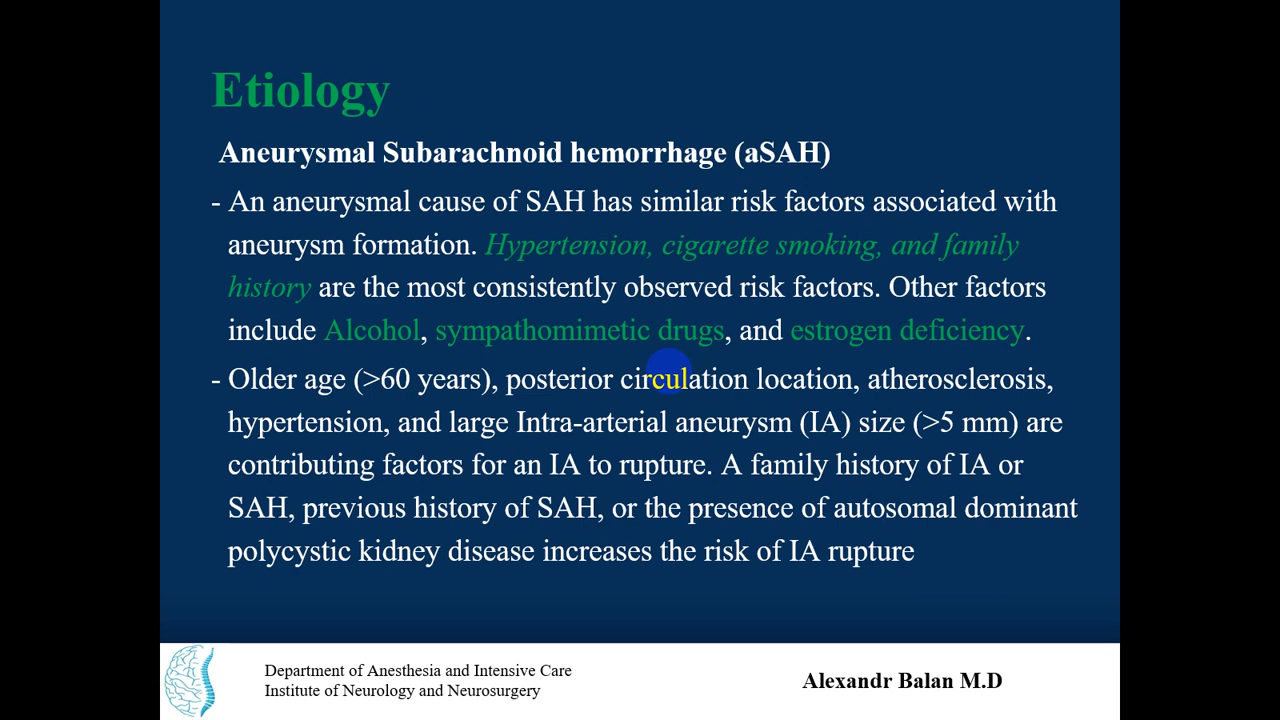 Etiology
Aneurysmal Subarachnoid hemorrhage (aSAH)
- An aneurysmal cause of SAH has similar risk factors associated with
aneurysm formation. Hypertension, cigarette smoking, and family
history are the most consistently observed risk factors. Other factors
include Alcohol, sympathomimetic drugs, and estrogen deficiency.
- Older age (>60 years), posterior circulation location, atherosclerosis,
hypertension, and large Intra-arterial aneurysm (IA) size (>5 mm) are
contributing factors for an IA to rupture. A family history of IA or
SAH, previous history of SAH, or the presence of autosomal dominant
polycystic kidney disease increases the risk of IA rupture
Department of Anesthesia and Intensive Care
Institute of Neurology and Neurosurgery
Alexandr Balan M.D